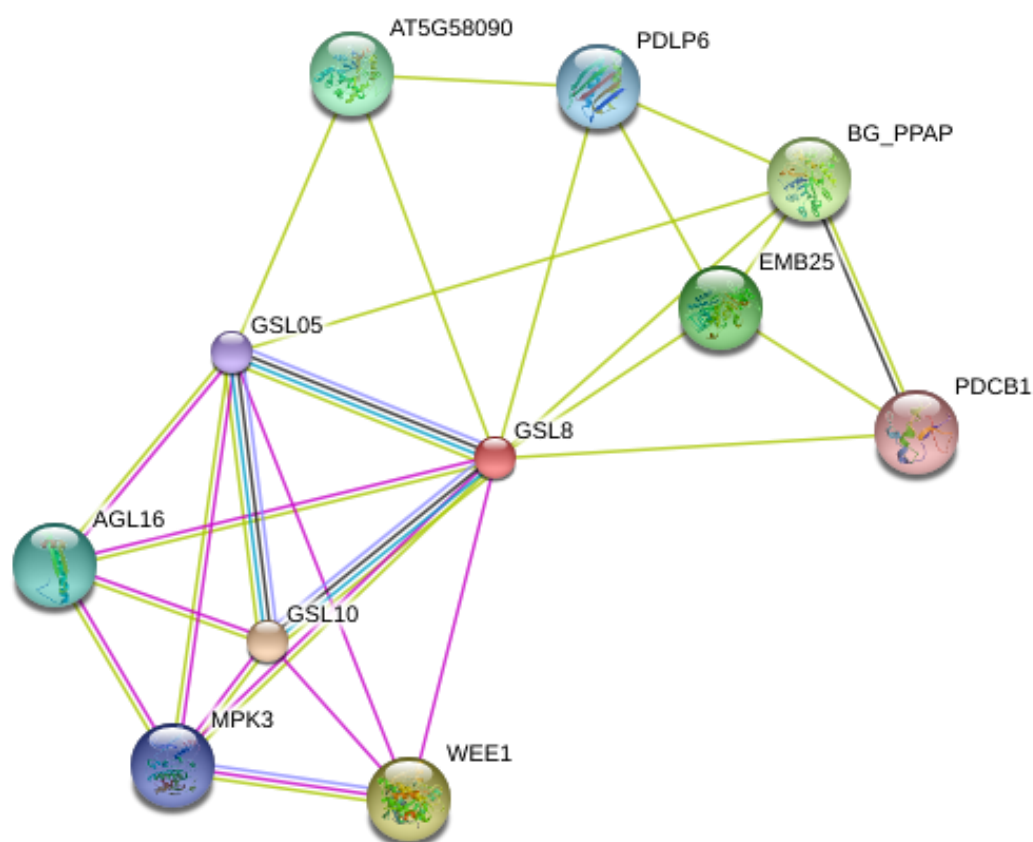 AT5G58090
PDLP6
BG_PPAP
EMB25
GSL05
PDCB1
GSL8
AGL16
GSL10
MPK3
WEE1